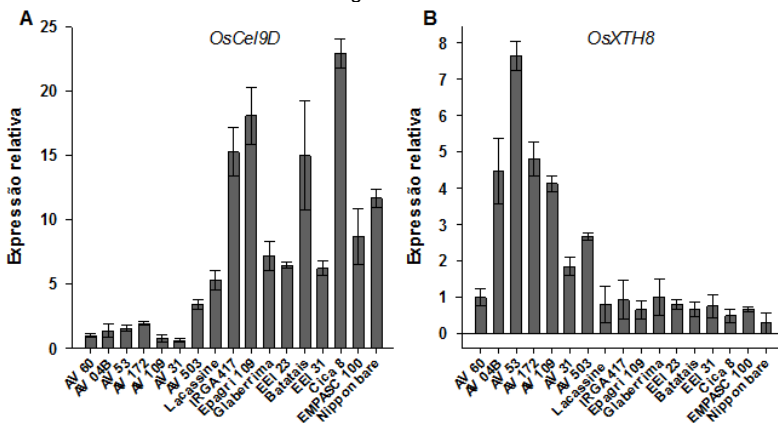 A
OsCel9D
Expressão relativa
25
20
15
10
5
0
AV 60
AV 04B
AV 53
AV 172
AV 109
AV 31
AV 503
Lacassine
IRGA 417
Epagri 109
Glaberrima
EEI 23
Batatais
EEL 31
Cica 8
EMPASC 100
Nipponbare
B
OsXTH8
Expressão relativa
8
7
6
5
4
3
2
1
0
AV 60
AV 04B
AV 53
AV 172
AV 109
AV 31
AV 503
Lacassine
IRGA 417
Epagri 109
Glaberrima
EEI 23
Batatais
EEL 31
Cica 8
EMPASC 100
Nipponbare